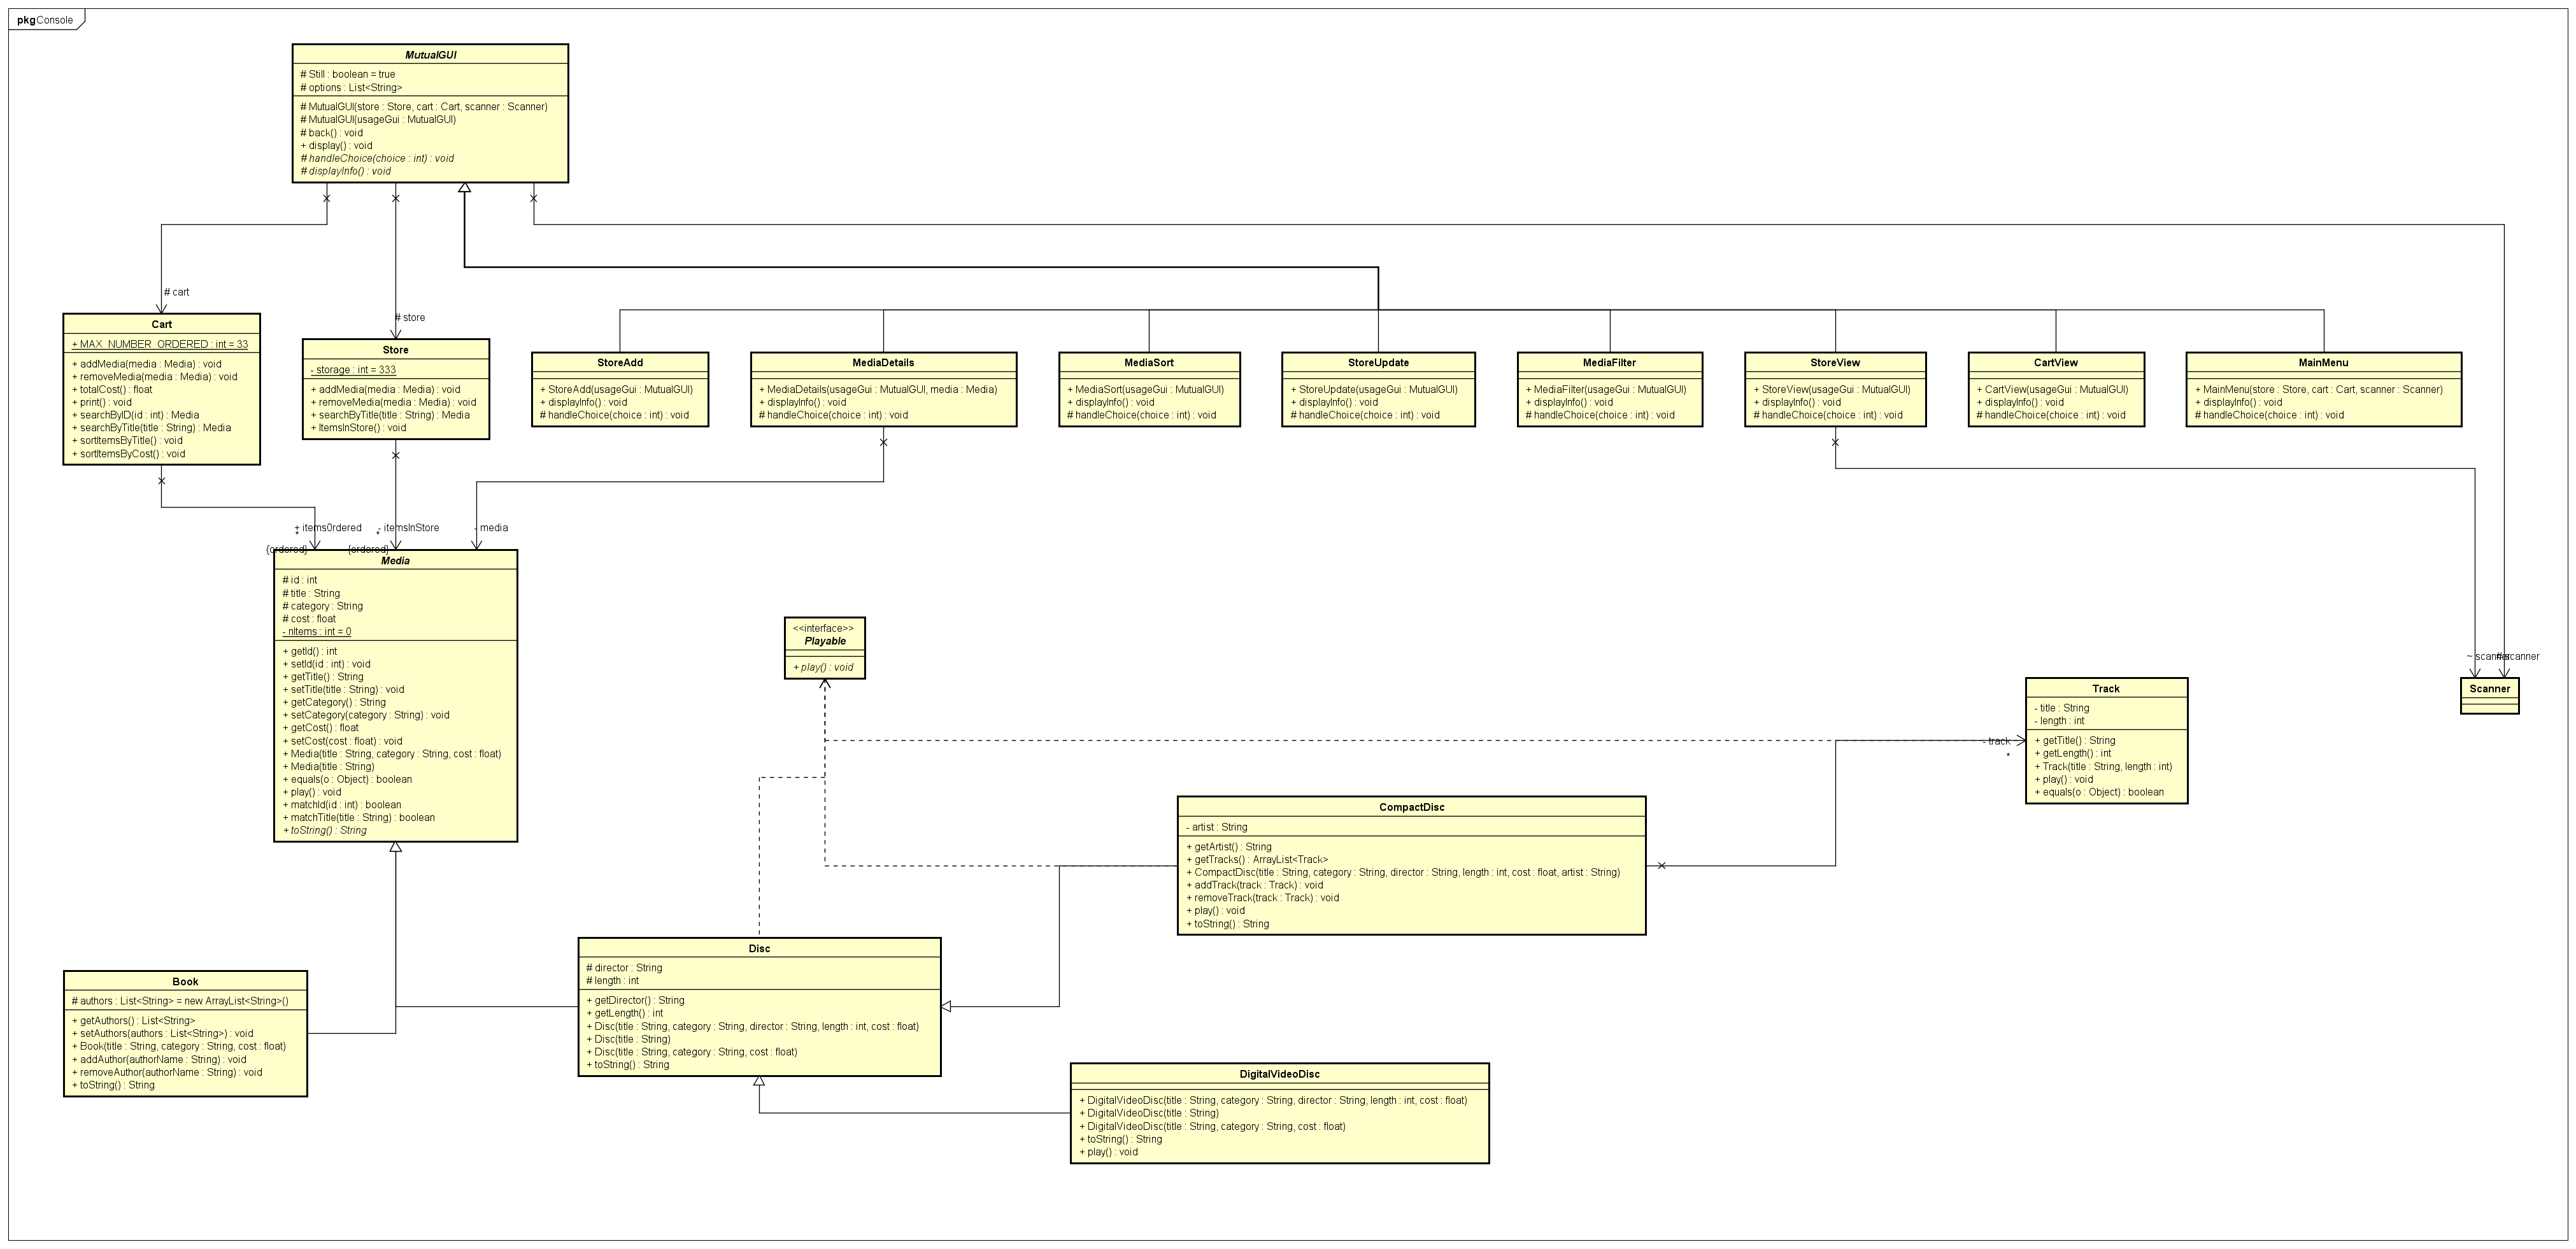 pkg Console
MutualGUI
# Still : boolean = true
# options : List<String>
# MutualGUI(store : Store, cart : Cart, scanner : Scanner)
# MutualGUI(usageGui : MutualGUI)
# back() : void
+ display() : void
# handleChoice(choice : int) : void
# displayInfo() : void
# cart
# store
Cart
+ MAX_NUMBER_ORDERED : int = 33
+ addMedia(media : Media) : void
+ removeMedia(media : Media) : void
+ totalCost() : float
+ print() : void
+ searchByID(id : int) : Media
+ searchByTitle(title : String) : Media
+ sortItemsByTitle() : void
+ sortItemsByCost() : void
Store
- storage : int = 333
+ addMedia(media : Media) : void
+ removeMedia(media : Media) : void
+ searchByTitle(title : String) : Media
+ ItemsInStore() : void
StoreAdd
+ StoreAdd(usageGui : MutualGUI)
+ displayInfo() : void
# handleChoice(choice : int) : void
MediaDetails
+ MediaDetails(usageGui : MutualGUI, media : Media)
+ displayInfo() : void
# handleChoice(choice : int) : void
MediaSort
+ MediaSort(usageGui : MutualGUI)
+ displayInfo() : void
# handleChoice(choice : int) : void
StoreUpdate
+ StoreUpdate(usageGui : MutualGUI)
+ displayInfo() : void
# handleChoice(choice : int) : void
MediaFilter
+ MediaFilter(usageGui : MutualGUI)
+ displayInfo() : void
# handleChoice(choice : int) : void
StoreView
+ StoreView(usageGui : MutualGUI)
+ displayInfo() : void
# handleChoice(choice : int) : void
CartView
+ CartView(usageGui : MutualGUI)
+ displayInfo() : void
# handleChoice(choice : int) : void
MainMenu
+ MainMenu(store : Store, cart : Cart, scanner : Scanner)
+ displayInfo() : void
# handleChoice(choice : int) : void
+ itemsOrdered
*
{ordered}
- itemsInStore
*
{ordered}
- media
Media
# id : int
# title : String
# category : String
# cost : float
- nItems : int = 0
+ getId() : int
+ setId(id : int) : void
+ getTitle() : String
+ setTitle(title : String) : void
+ getCategory() : String
+ setCategory(category : String) : void
+ getCost() : float
+ setCost(cost : float) : void
+ Media(title : String, category : String, cost : float)
+ Media(title : String)
+ equals(o : Object) : boolean
+ play() : void
+ matchId(id : int) : boolean
+ matchTitle(title : String) : boolean
+ toString() : String
<<interface>>
Playable
+ play() : void
~ scanner
# scanner
Scanner
Track
- title : String
- length : int
+ getTitle() : String
+ getLength() : int
+ Track(title : String, length : int)
+ play() : void
+ equals(o : Object) : boolean
- track
*
CompactDisc
- artist : String
+ getArtist() : String
+ getTracks() : ArrayList<Track>
+ CompactDisc(title : String, category : String, director : String, length : int, cost : float, artist : String)
+ addTrack(track : Track) : void
+ removeTrack(track : Track) : void
+ play() : void
+ toString() : String
Disc
# director : String
# length : int
+ getDirector() : String
+ getLength() : int
+ Disc(title : String, category : String, director : String, length : int, cost : float)
+ Disc(title : String)
+ Disc(title : String, category : String, cost : float)
+ toString() : String
Book
# authors : List<String> = new ArrayList<String>()
+ getAuthors() : List<String>
+ setAuthors(authors : List<String>) : void
+ Book(title : String, category : String, cost : float)
+ addAuthor(authorName : String) : void
+ removeAuthor(authorName : String) : void
+ toString() : String
DigitalVideoDisc
+ DigitalVideoDisc(title : String, category : String, director : String, length : int, cost : float)
+ DigitalVideoDisc(title : String)
+ DigitalVideoDisc(title : String, category : String, cost : float)
+ toString() : String
+ play() : void